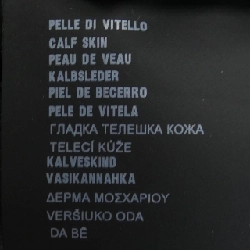 PELLE DI VITELLO
CALF SKIN
PEAU DE VEAU
KALBSLEDER
PIEL DE BECERRO
PELE DE VITELA
ГЛАДКА ТЕЛЕШКА КОЖА
TELECÍ KŮŽE
KALVESKIND
VASIKANNAHKA
ΔΕΡΜΑ ΜΟΣΧΑΡΙΟΥ
VERŠIUKO ODA
DA BÊ